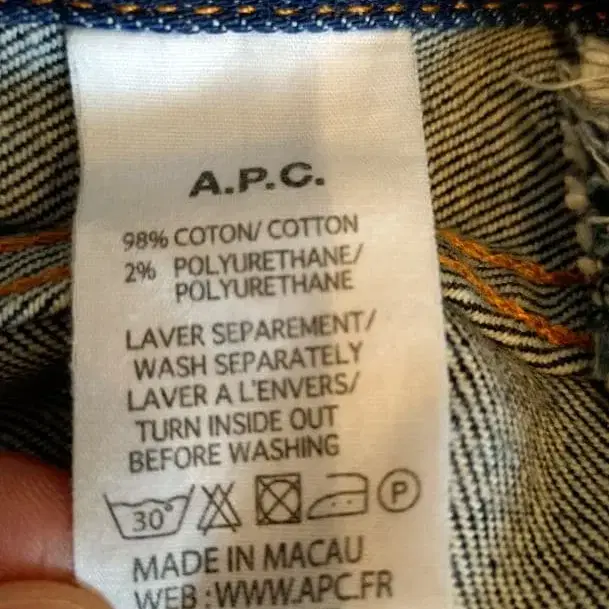 A.P.C.
98% COTON/ COTTON
2% POLYURETHANE/
POLYURETHANE
LAVER SEPAREMENT/
WASH SEPARATELY
LAVER A L'ENVERS/
TURN INSIDE OUT
BEFORE WASHING
30° P
MADE IN MACAU
WEB : WWW.APC.FR